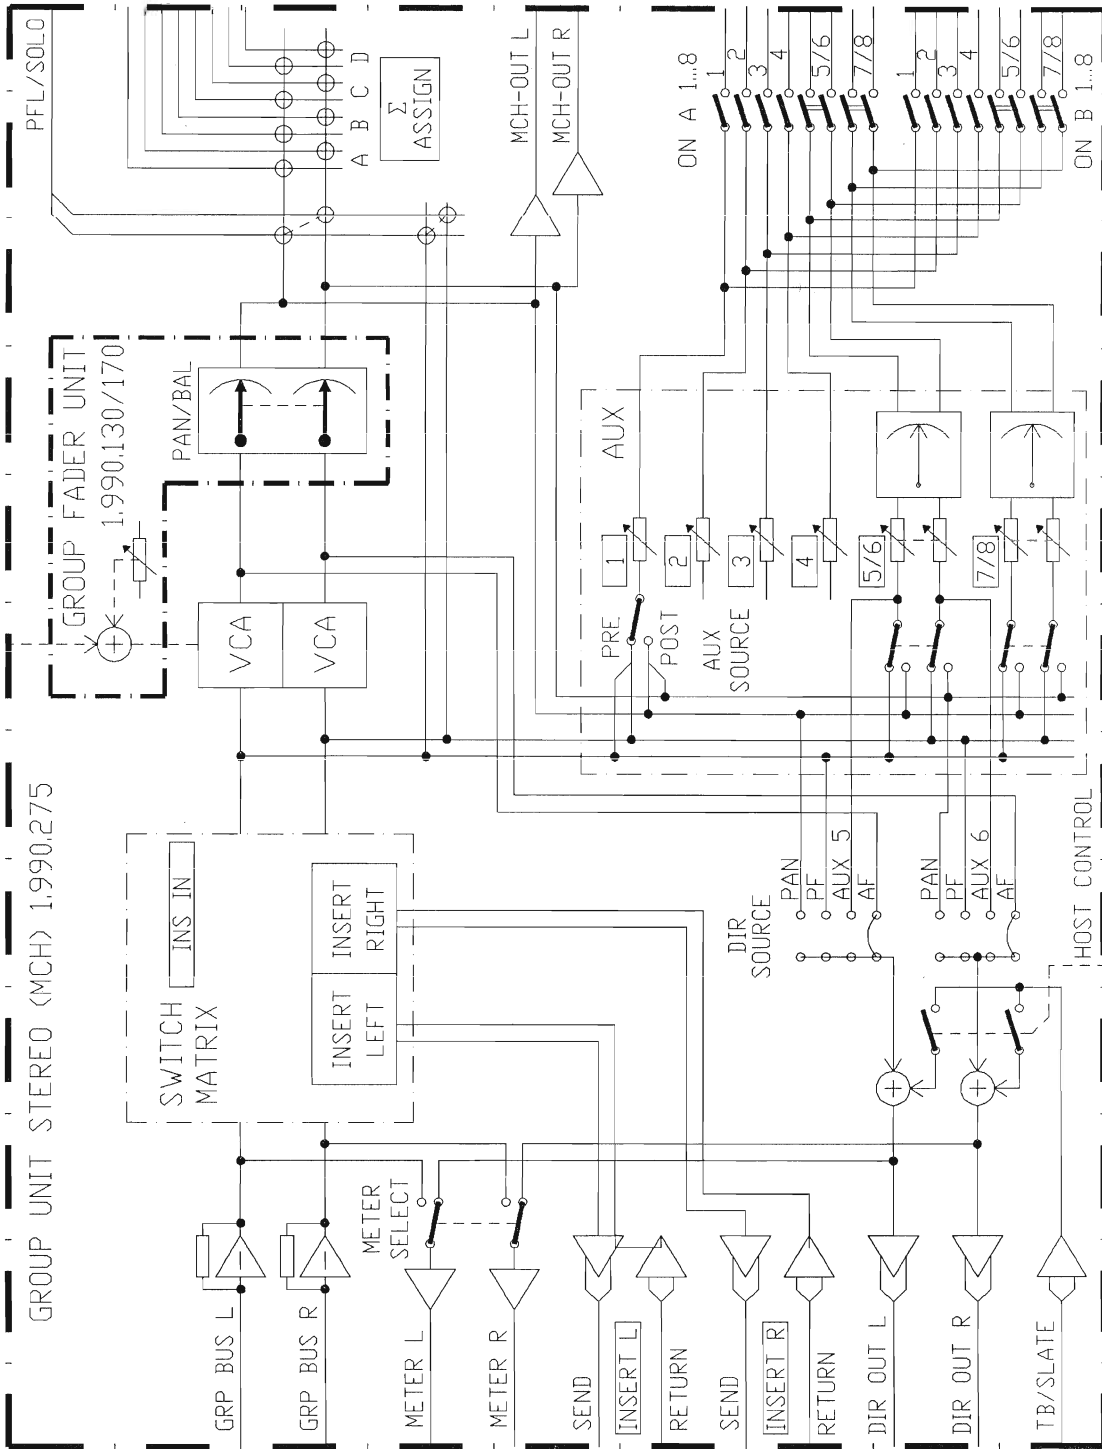 GROUP UNIT STEREO (MCH) 1.990.275
PFL/SOLO
GROUP FADER UNIT
1.990.130/170
PAN/BAL
VCA
VCA
A B C D
Σ
ASSIGN
MCH-OUT L
MCH-OUT R
ON A 1...8
1
2
3
4
5/6
7/8
1
2
3
4
5/6
7/8
ON B 1...8
AUX
1
2
3
4
5/6
7/8
PRE
POST
AUX
SOURCE
SWITCH
MATRIX
INS IN
INSERT
LEFT
INSERT
RIGHT
DIR
SOURCE
PAN
PF
AUX 5
AF
PAN
PF
AUX 6
AF
HOST CONTROL
METER
SELECT
GRP BUS L
GRP BUS R
METER L
METER R
SEND
INSERT L
RETURN
SEND
INSERT R
RETURN
DIR OUT L
DIR OUT R
TB/SLATE